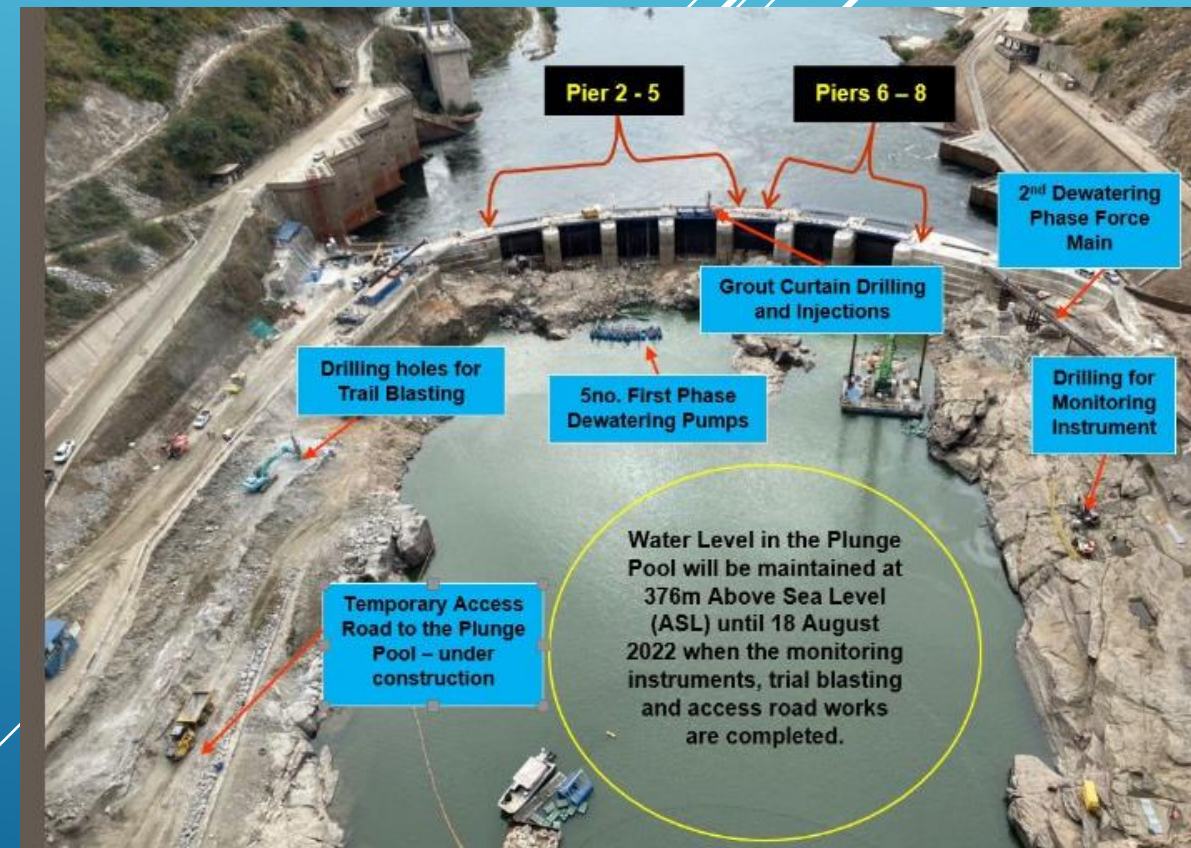 Pier 2 - 5
Piers 6 – 8
2nd Dewatering
Phase Force
Main
Grout Curtain Drilling
and Injections
Drilling holes for
Trail Blasting
5no. First Phase
Dewatering Pumps
Drilling for
Monitoring
Instrument
Water Level in the Plunge
Pool will be maintained at
376m Above Sea Level
(ASL) until 18 August
2022 when the monitoring
instruments, trial blasting
and access road works
are completed.
Temporary Access
Road to the Plunge
Pool – under
construction